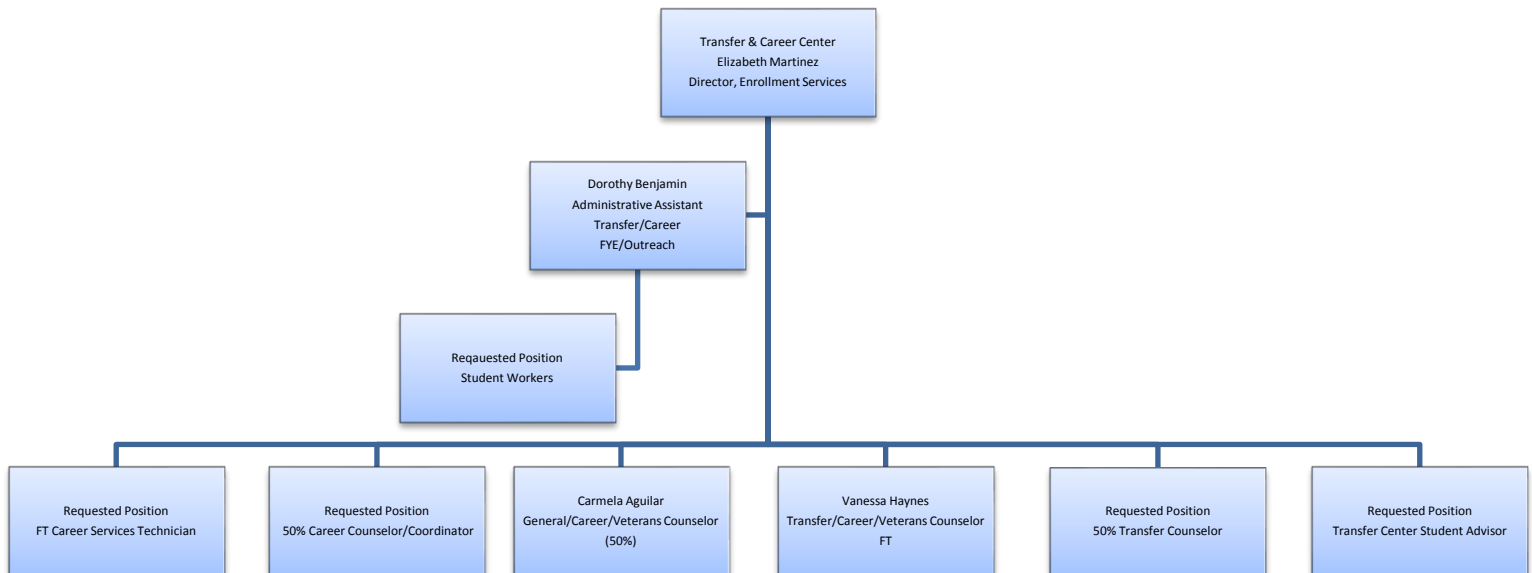 Transfer & Career Center
Elizabeth Martinez
Director, Enrollment Services
Dorothy Benjamin
Administrative Assistant
Transfer/Career
FYE/Outreach
Reqauested Position
Student Workers
Requested Position
FT Career Services Technician
Requested Position
50% Career Counselor/Coordinator
Carmela Aguilar
General/Career/Veterans Counselor
(50%)
Vanessa Haynes
Transfer/Career/Veterans Counselor
FT
Requested Position
50% Transfer Counselor
Requested Position
Transfer Center Student Advisor